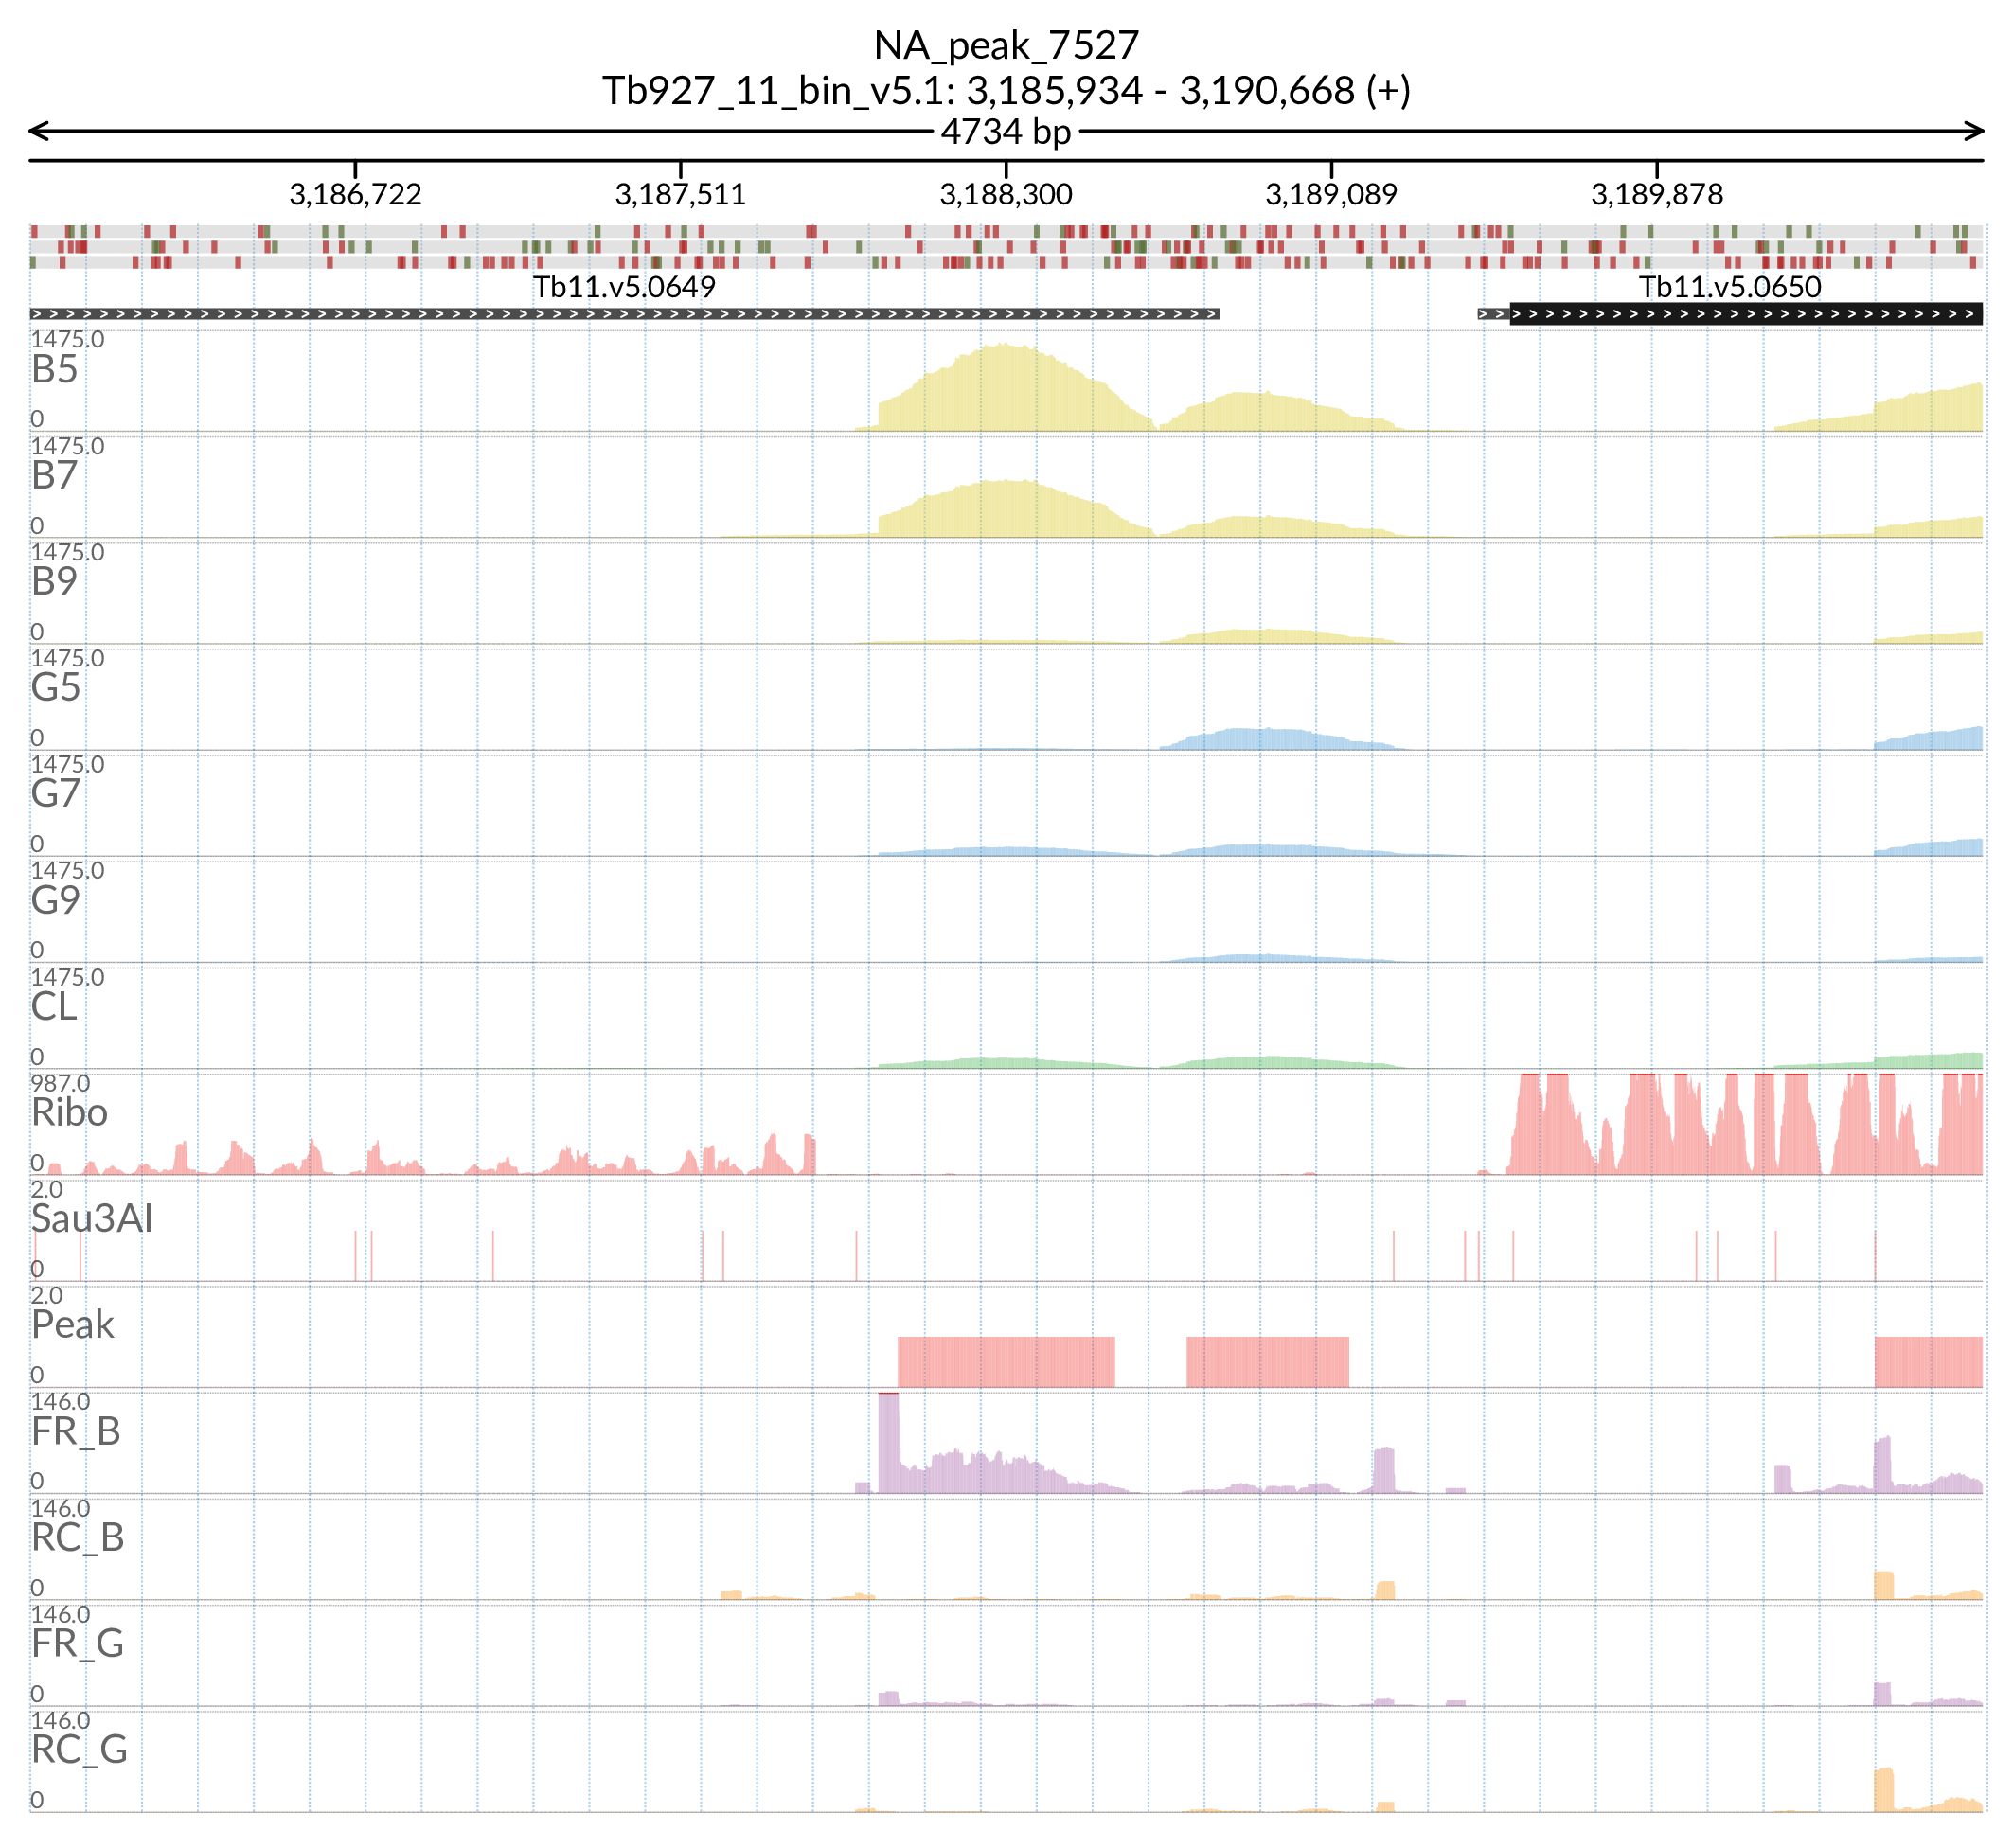 NA_peak_7527
Tb927_11_bin_v5.1: 3,185,934 - 3,190,668 (+)
4734 bp
3,186,722 3,187,511 3,188,300 3,189,089 3,189,878
Tb11.v5.0649 Tb11.v5.0650
1475.0
B5
0
1475.0
B7
0
1475.0
B9
0
1475.0
G5
0
1475.0
G7
0
1475.0
G9
0
1475.0
CL
0
987.0
Ribo
0
2.0
Sau3AI
0
2.0
Peak
0
146.0
FR_B
0
146.0
RC_B
0
146.0
FR_G
0
146.0
RC_G
0